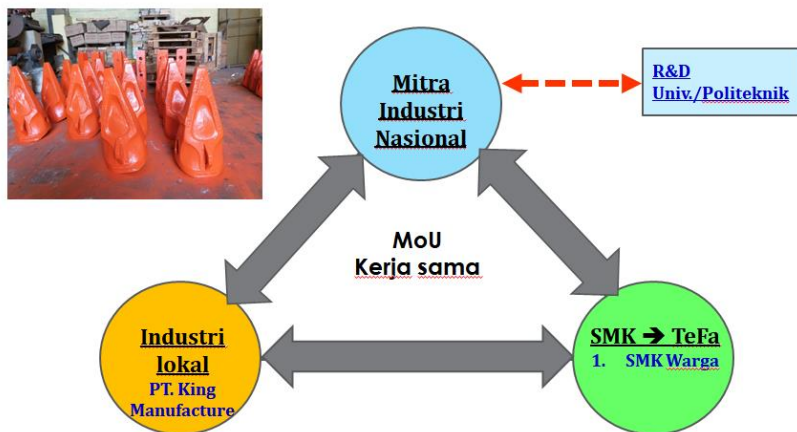 Mitra
Industri
Nasional
R&D
Univ./Politeknik
MoU
Kerja sama
Industri
lokal
PT. King
Manufacture
SMK ➔ TeFa
1. SMK Warga